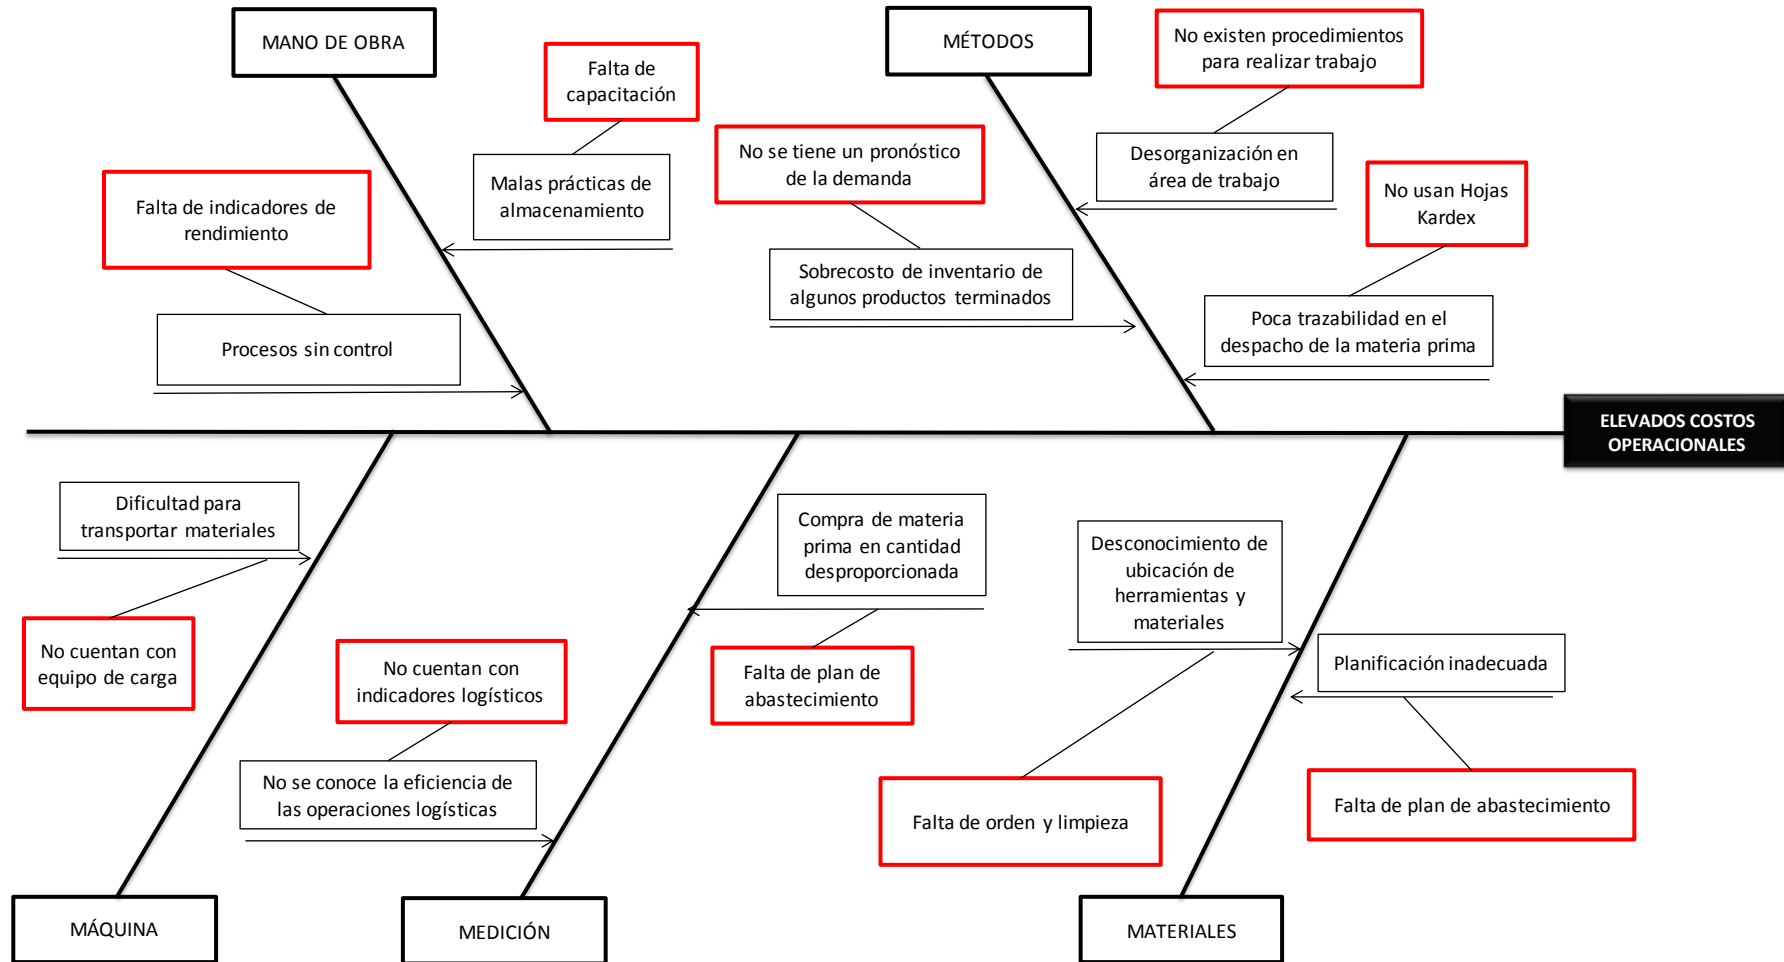 MANO DE OBRA
Falta de
capacitación
Malas prácticas de
almacenamiento
Falta de indicadores de
rendimiento
Procesos sin control
MÉTODOS
No existen procedimientos
para realizar trabajo
Desorganización en
área de trabajo
No se tiene un pronóstico
de la demanda
Sobrecosto de inventario de
algunos productos terminados
No usan Hojas
Kardex
Poca trazabilidad en el
despacho de la materia prima
ELEVADOS COSTOS
OPERACIONALES
Dificultad para
transportar materiales
No cuentan con
equipo de carga
MÁQUINA
Compra de materia
prima en cantidad
desproporcionada
Falta de plan de
abastecimiento
No cuentan con
indicadores logísticos
No se conoce la eficiencia de
las operaciones logísticas
MEDICIÓN
Desconocimiento de
ubicación de
herramientas y
materiales
Falta de orden y limpieza
Planificación inadecuada
Falta de plan de abastecimiento
MATERIALES